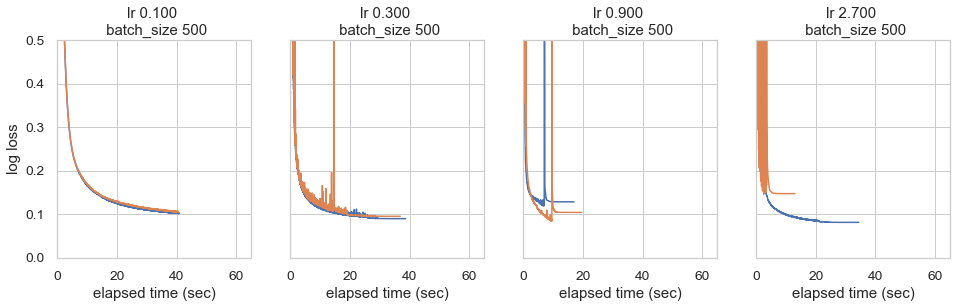 lr 0.100
batch_size 500
lr 0.300
batch_size 500
lr 0.900
batch_size 500
lr 2.700
batch_size 500
log loss
0.5
0.4
0.3
0.2
0.1
0.0
0 20 40 60
0 20 40 60
0 20 40 60
0 20 40 60
elapsed time (sec)
elapsed time (sec)
elapsed time (sec)
elapsed time (sec)